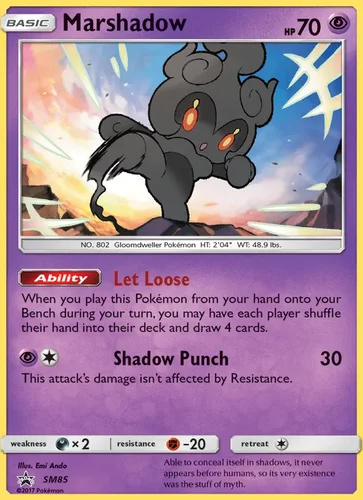 BASIC Marshadow HP 70
NO. 802 Gloomdweller Pokémon HT: 2'04" WT: 48.9 lbs.
Ability Let Loose
When you play this Pokémon from your hand onto your
Bench during your turn, you may have each player shuffle
their hand into their deck and draw 4 cards.
Shadow Punch 30
This attack's damage isn't affected by Resistance.
weakness ×2 resistance -20 retreat
Illus. Emi Ando
PROMO SM85
©2017 Pokémon
Able to conceal itself in shadows, it never
appears before humans, so its very existence
was the stuff of myth.